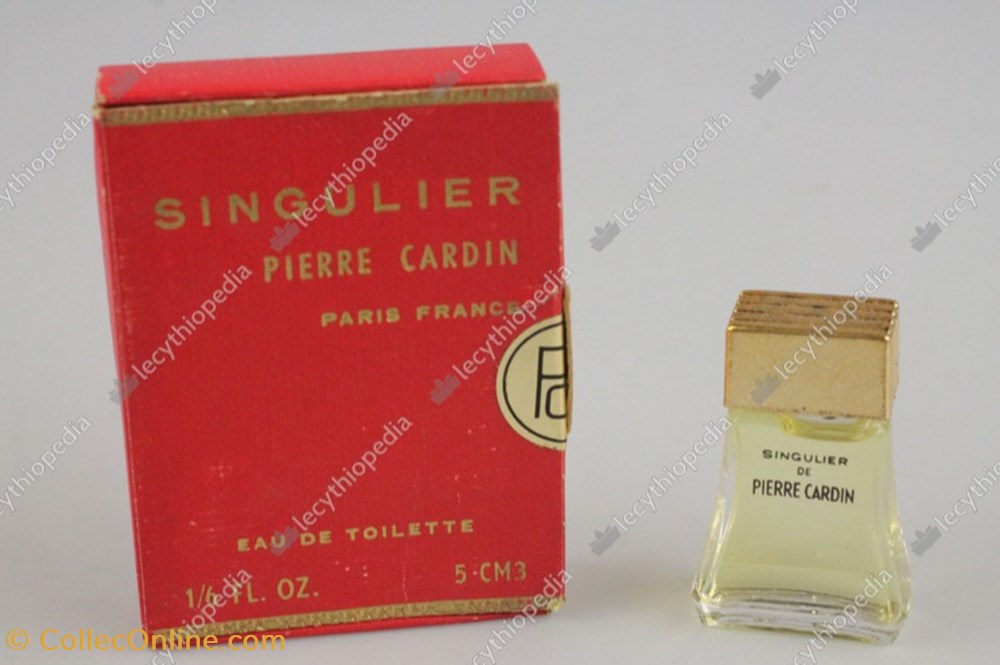 SINGULIER
PIERRE CARDIN
PARIS FRANCE
PC
EAU DE TOILETTE
1/6 FL. OZ.
5·CM3
SINGULIER
DE
PIERRE CARDIN
lecythiopedia
© CollecOnline.com